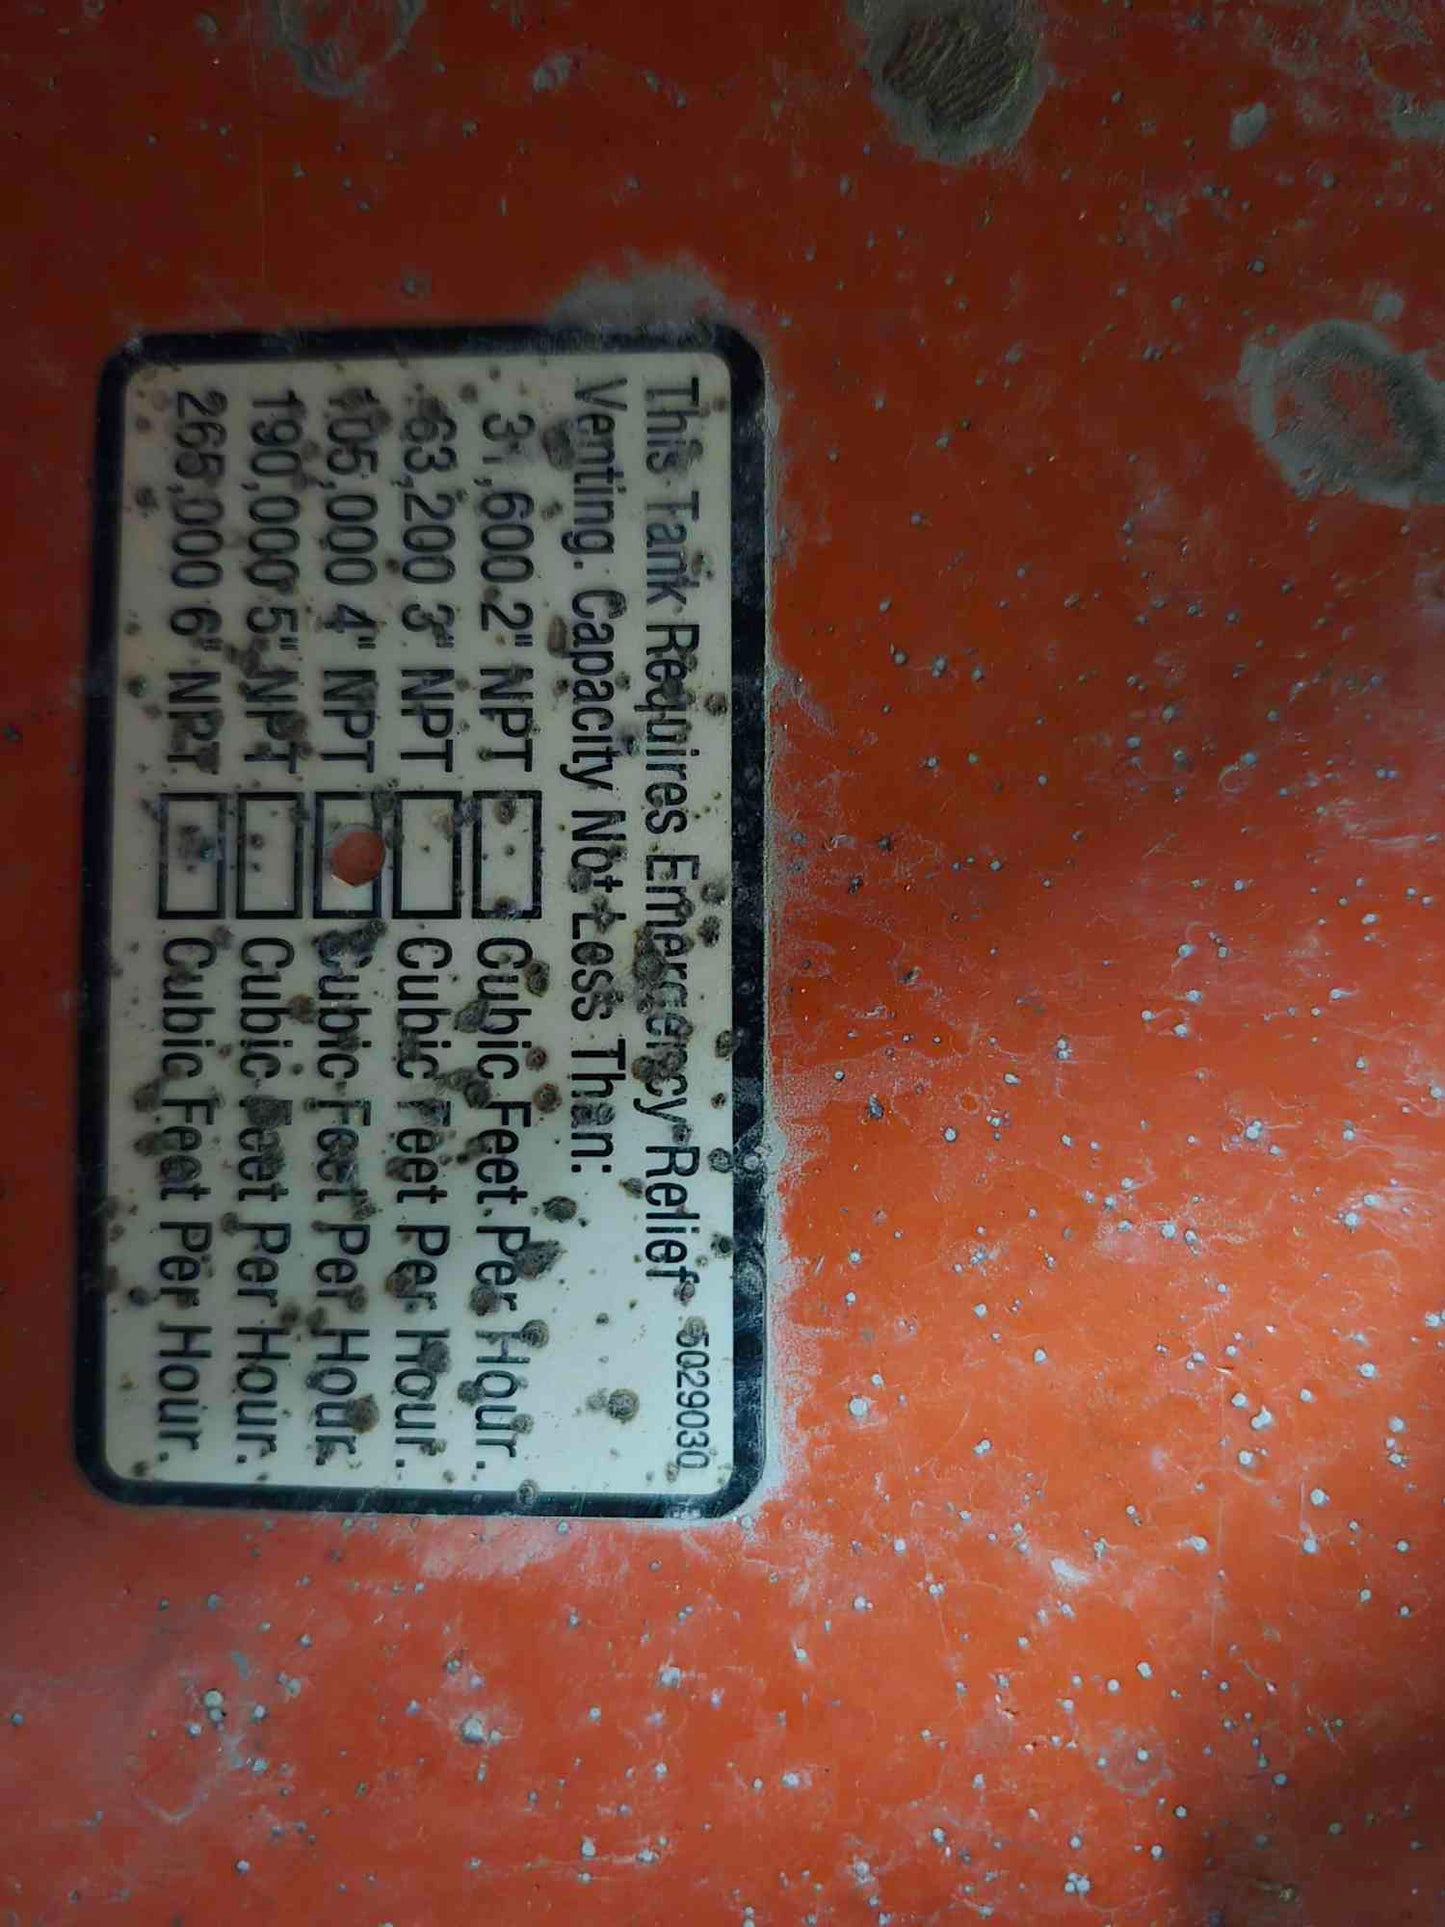 This Tank Requires Emergency Relief 5029030
Venting. Capacity Not Less Than:
31,600 2" NPT Cubic Feet Per Hour.
63,200 3" NPT Cubic Feet Per Hour.
105,000 4" NPT Cubic Feet Per Hour.
190,000 5" NPT Cubic Feet Per Hour.
265,000 6" NPT Cubic Feet Per Hour.